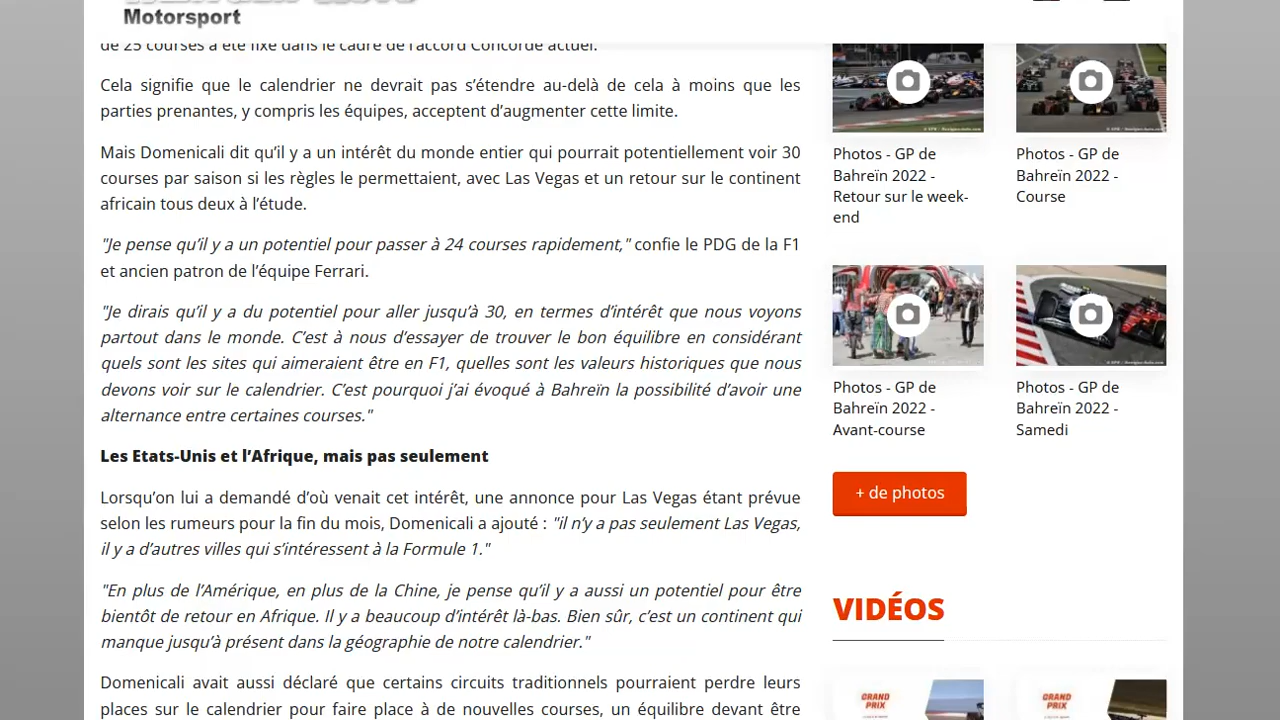 Motorsport
de 25 courses a été fixé dans le cadre de l'accord Concorde actuel.
Cela signifie que le calendrier ne devrait pas s'étendre au-delà de cela à moins que les
parties prenantes, y compris les équipes, acceptent d'augmenter cette limite.
Mais Domenicali dit qu'il y a un intérêt du monde entier qui pourrait potentiellement voir 30
courses par saison si les règles le permettaient, avec Las Vegas et un retour sur le continent
africain tous deux à l'étude.
"Je pense qu'il y a un potentiel pour passer à 24 courses rapidement," confie le PDG de la F1
et ancien patron de l'équipe Ferrari.
"Je dirais qu'il y a du potentiel pour aller jusqu'à 30, en termes d'intérêt que nous voyons
partout dans le monde. C'est à nous d'essayer de trouver le bon équilibre en considérant
quels sont les sites qui aimeraient être en F1, quelles sont les valeurs historiques que nous
devons voir sur le calendrier. C'est pourquoi j'ai évoqué à Bahreïn la possibilité d'avoir une
alternance entre certaines courses."
Les Etats-Unis et l'Afrique, mais pas seulement
Lorsqu'on lui a demandé d'où venait cet intérêt, une annonce pour Las Vegas étant prévue
selon les rumeurs pour la fin du mois, Domenicali a ajouté : "il n'y a pas seulement Las Vegas,
il y a d'autres villes qui s'intéressent à la Formule 1."
"En plus de l'Amérique, en plus de la Chine, je pense qu'il y a aussi un potentiel pour être
bientôt de retour en Afrique. Il y a beaucoup d'intérêt là-bas. Bien sûr, c'est un continent qui
manque jusqu'à présent dans la géographie de notre calendrier."
Domenicali avait aussi déclaré que certains circuits traditionnels pourraient perdre leurs
places sur le calendrier pour faire place à de nouvelles courses, un équilibre devant être
Photos - GP de
Bahreïn 2022 -
Retour sur le week-
end
Photos - GP de
Bahreïn 2022 -
Course
Photos - GP de
Bahreïn 2022 -
Avant-course
Photos - GP de
Bahreïn 2022 -
Samedi
+ de photos
VIDÉOS
GRAND
PRIX
GRAND
PRIX